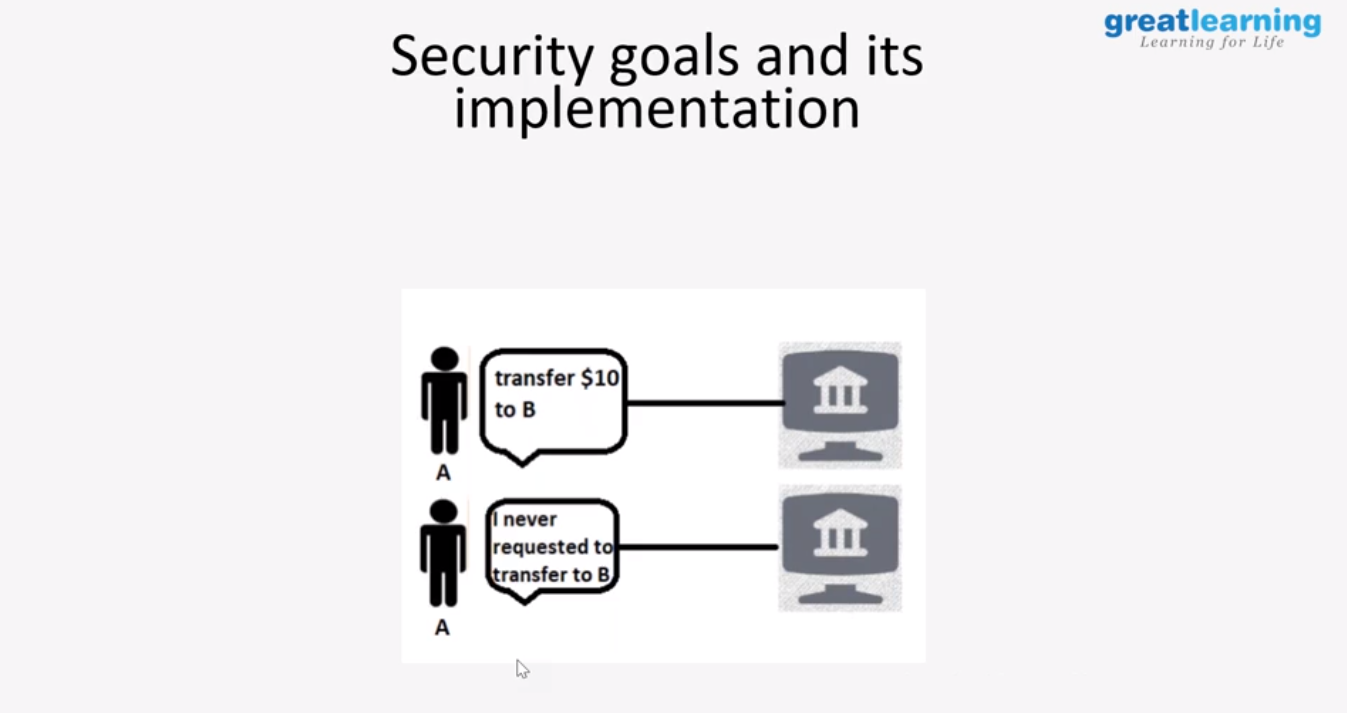 greatlearning
Learning for Life
Security goals and its
implementation
transfer $10
to B
A
I never
requested to
transfer to B
A